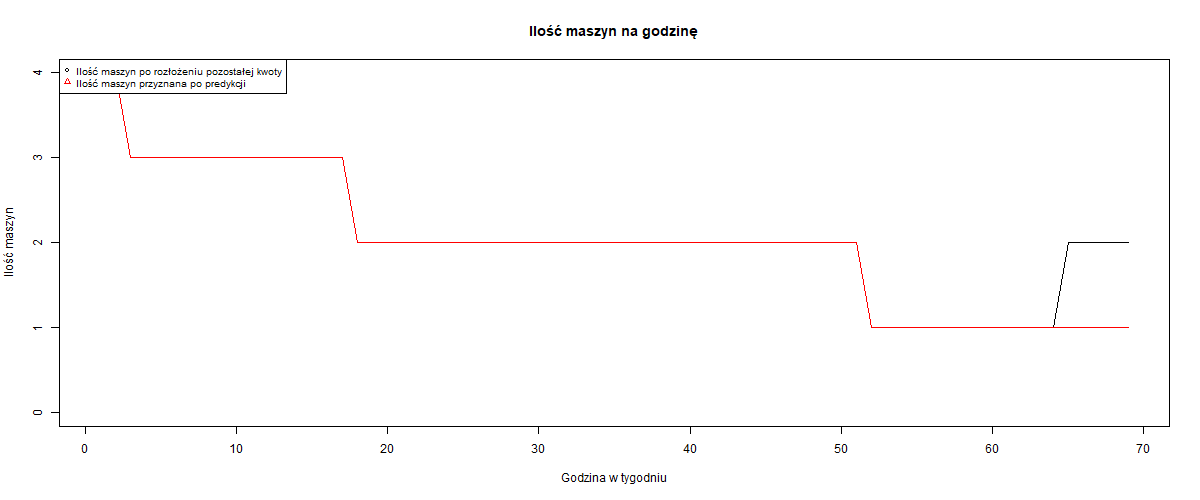 Ilość maszyn na godzinę
Ilość maszyn po rozłożeniu pozostałej kwoty
Ilość maszyn przyznana po predykcji
Ilość maszyn
4
3
2
1
0
0 10 20 30 40 50 60 70
Godzina w tygodniu